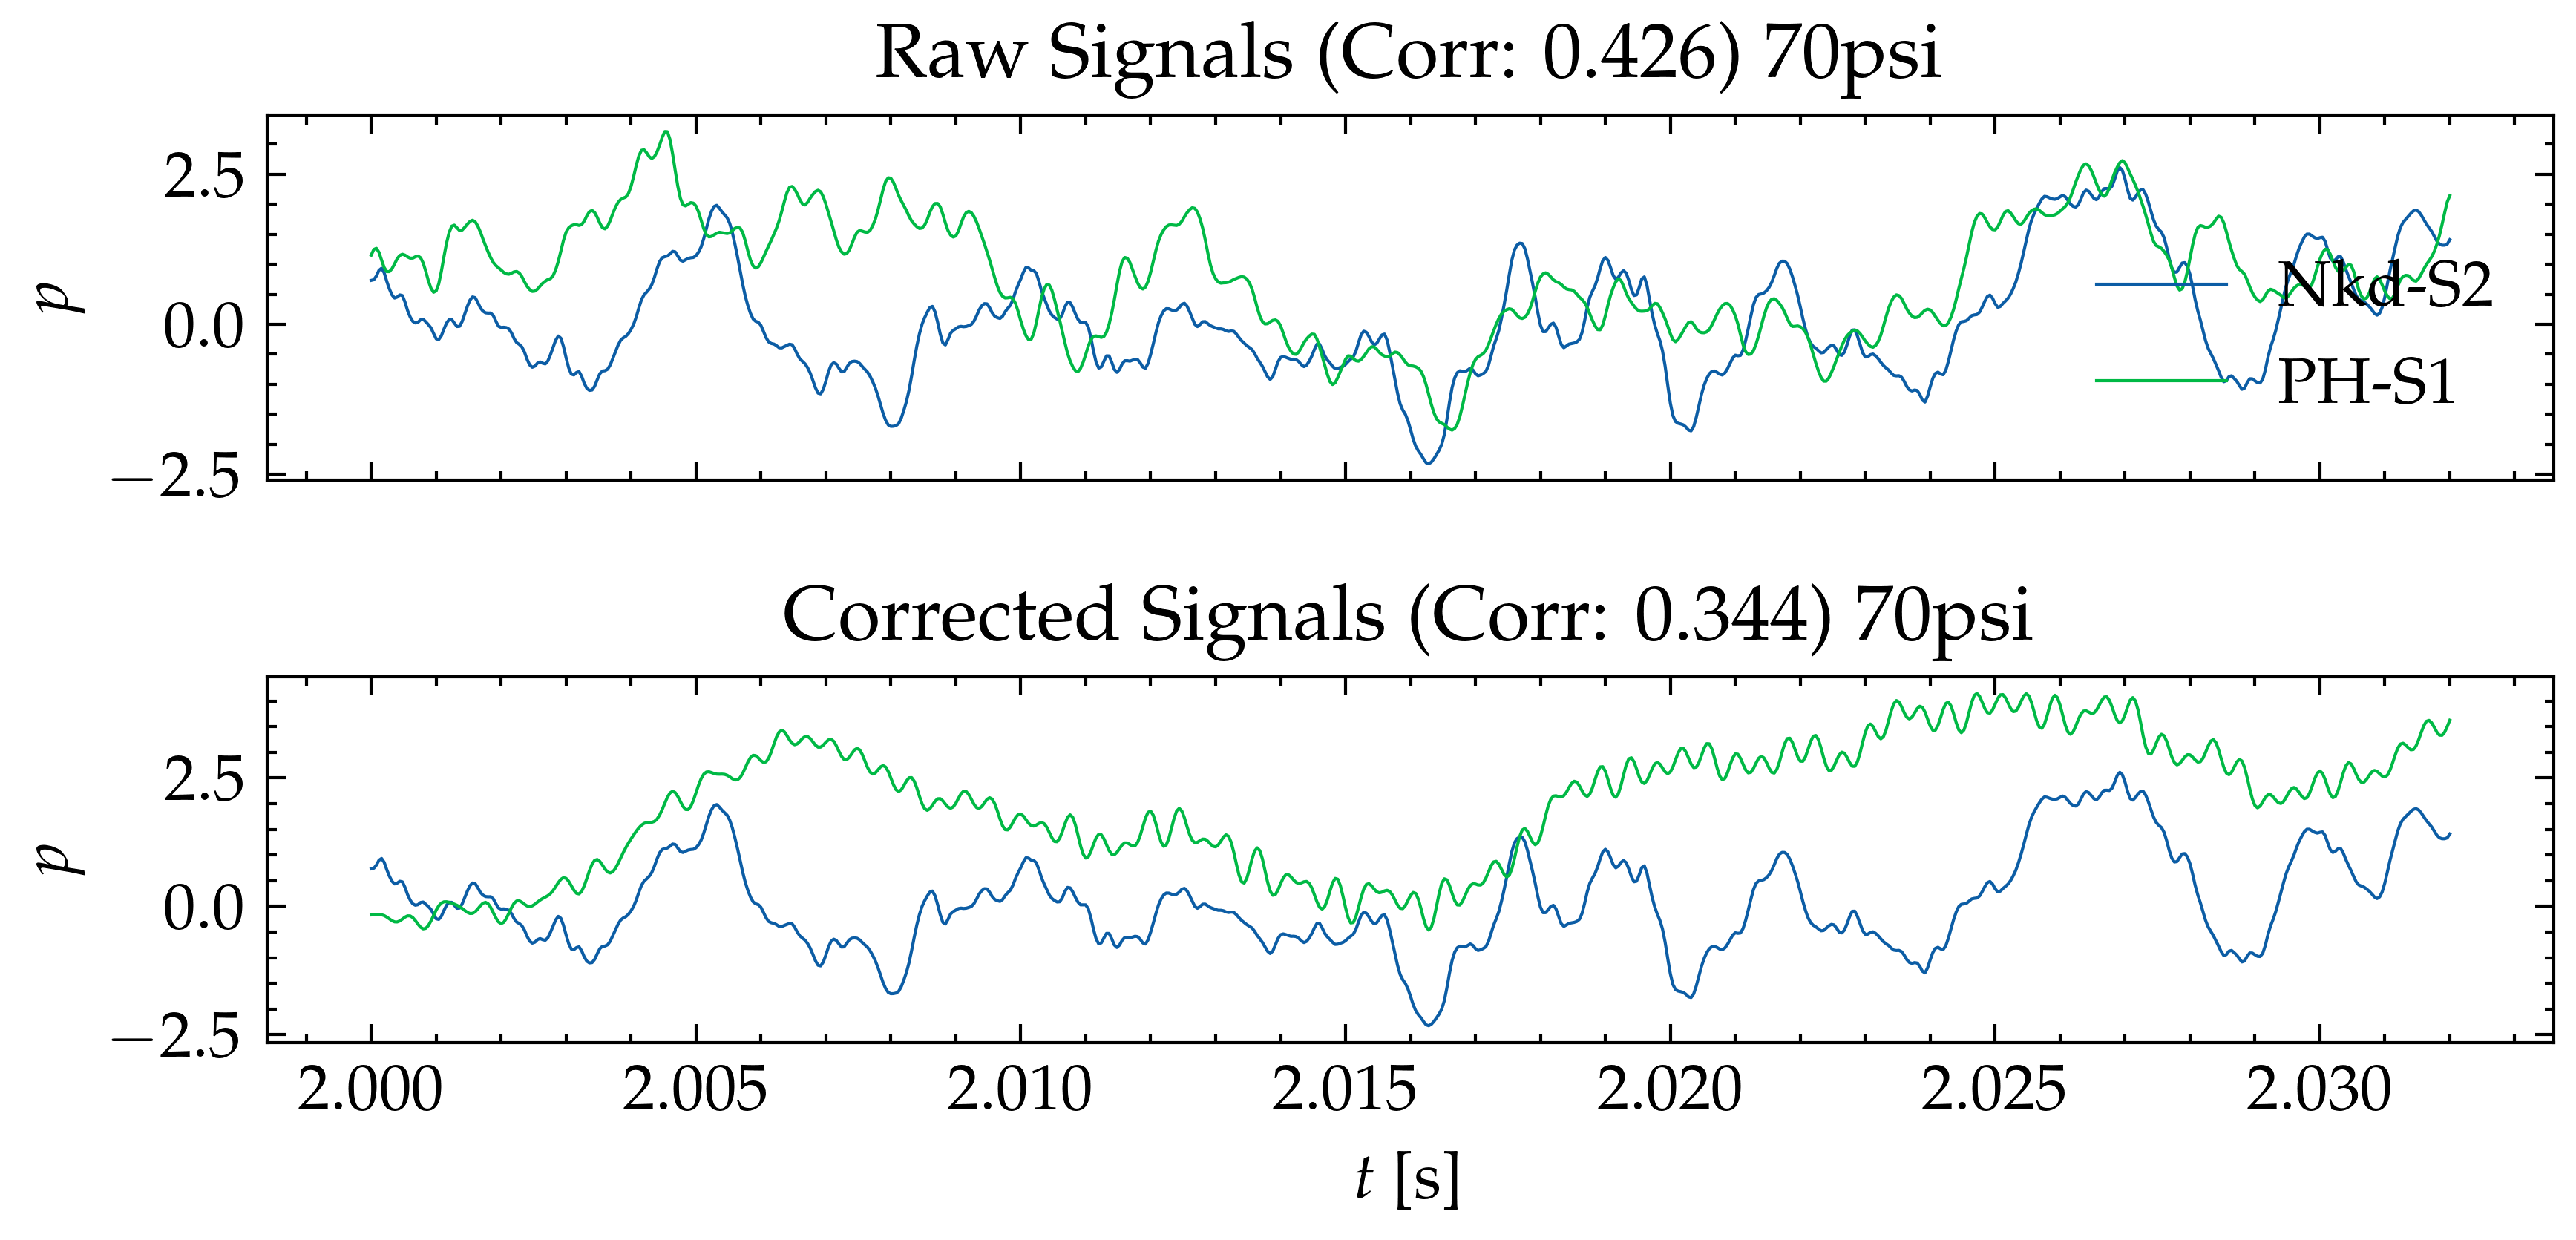 Raw Signals (Corr: 0.426) 70psi
2.5
0.0
−2.5
p
Nkd-S2
PH-S1
Corrected Signals (Corr: 0.344) 70psi
2.5
0.0
−2.5
p
2.000 2.005 2.010 2.015 2.020 2.025 2.030
t [s]